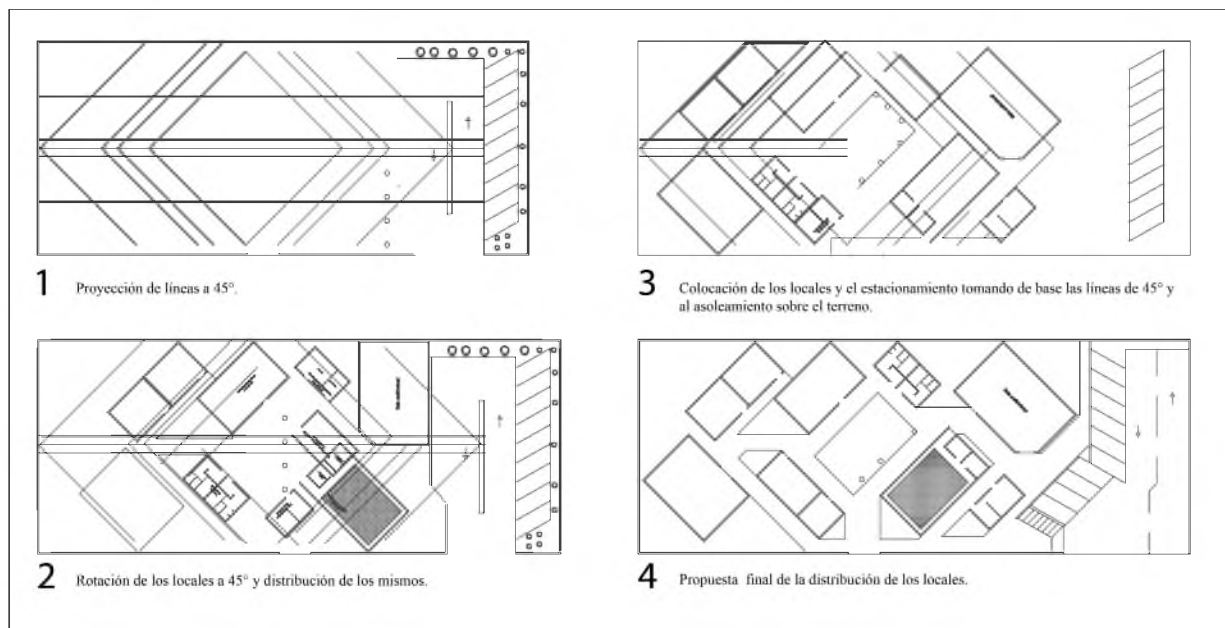 1 Proyección de líneas a 45°.
2 Rotación de los locales a 45° y distribución de los mismos.
3 Colocación de los locales y el estacionamiento tomando de base las líneas de 45° y
al asoleamiento sobre el terreno.
4 Propuesta final de la distribución de los locales.